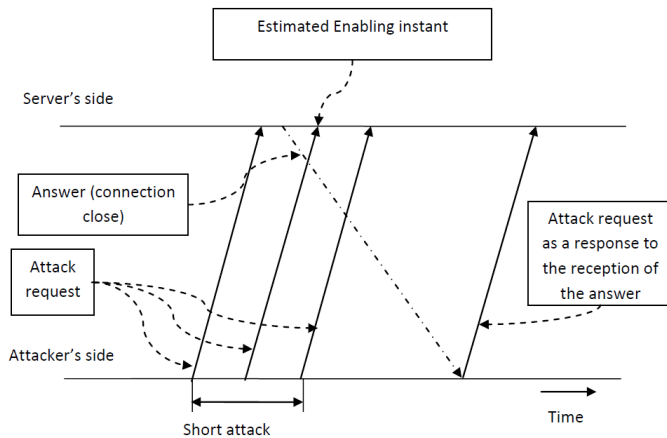 Estimated Enabling instant
Server's side
Answer (connection
close)
Attack request
as a response to
the reception of
the answer
Attack
request
Attacker's side
Time
Short attack